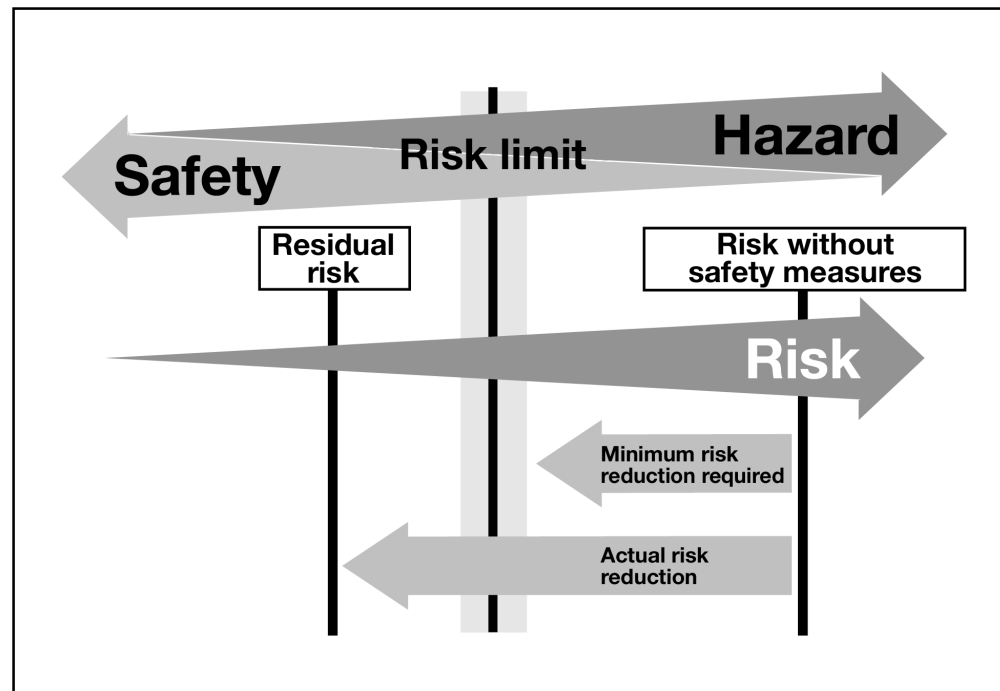 Hazard
Risk limit
Safety
Residual
risk
Risk without
safety measures
Risk
Minimum risk
reduction required
Actual risk
reduction